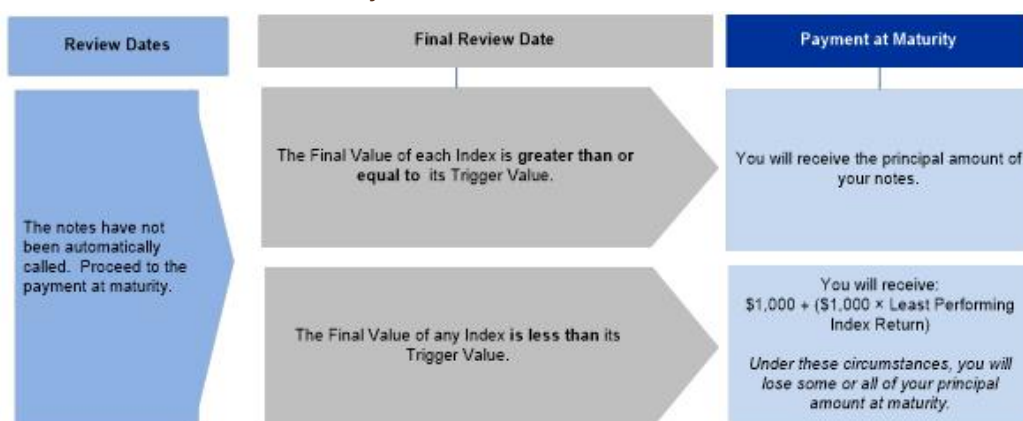 Review Dates
Final Review Date
Payment at Maturity
The notes have not
been automatically
called. Proceed to the
payment at maturity.
The Final Value of each Index is greater than or
equal to its Trigger Value.
You will receive the principal amount of
your notes.
The Final Value of any Index is less than its
Trigger Value.
You will receive:
$1,000 + ($1,000 × Least Performing
Index Return)
Under these circumstances, you will
lose some or all of your principal
amount at maturity.